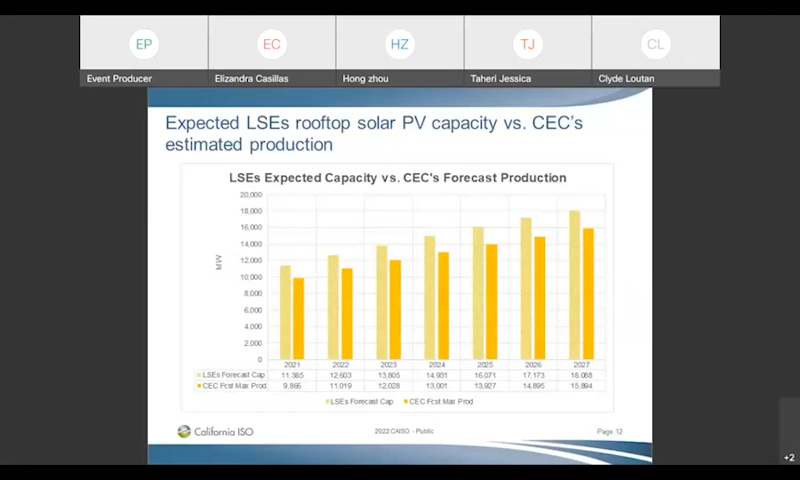 EP
EC
HZ
TJ
CL
Event Producer
Elizandra Casillas
Hong zhou
Taheri Jessica
Clyde Loutan
Expected LSEs rooftop solar PV capacity vs. CEC's
estimated production
LSEs Expected Capacity vs. CEC's Forecast Production
20,000
18,000
16,000
14,000
12,000
10,000
8,000
6,000
4,000
2,000
0
MW
2021 2022 2023 2024 2025 2026 2027
LSEs Forecast Cap 11,385 12,603 13,805 14,931 16,071 17,173 18,088
CEC Fcst Max Prod 9,866 11,019 12,028 13,001 13,927 14,895 15,894
LSEs Forecast Cap CEC Fcst Max Prod
California ISO
2022 CAISO - Public
Page 12
+2